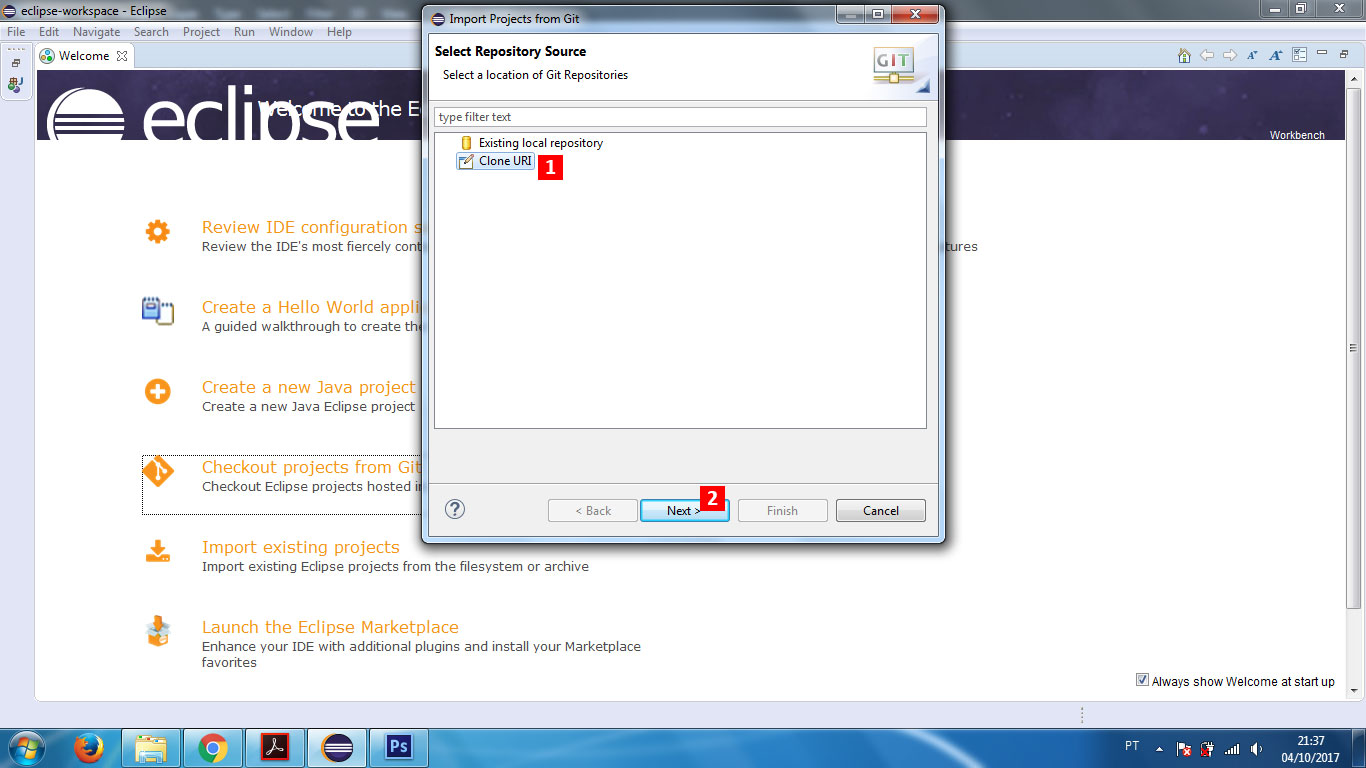 eclipse-workspace - Eclipse
File Edit Navigate Search Project Run Window Help
Welcome
eclipse
Welcome to the E
Workbench
Import Projects from Git
Select Repository Source
Select a location of Git Repositories
GIT
type filter text
Existing local repository
Clone URI
1
2
< Back
Next >
Finish
Cancel
Review IDE configuration s
Review the IDE's most fiercely cont
tures
Create a Hello World appli
A guided walkthrough to create the
Create a new Java project
Create a new Java Eclipse project
Checkout projects from Git
Checkout Eclipse projects hosted i
Import existing projects
Import existing Eclipse projects from the filesystem or archive
Launch the Eclipse Marketplace
Enhance your IDE with additional plugins and install your Marketplace
favorites
Always show Welcome at start up
Ps
PT
21:37
04/10/2017